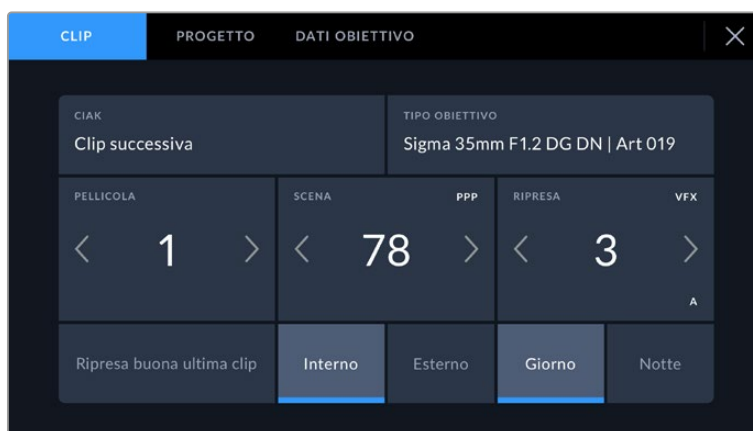 CLIP PROGETTO DATI OBIETTIVO
CIAK TIPO OBIETTIVO
Clip successiva Sigma 35mm F1.2 DG DN | Art 019
PELLICOLA SCENA PPP RIPRESA VFX
1 78 3
A
Ripresa buona ultima clip Interno Esterno Giorno Notte